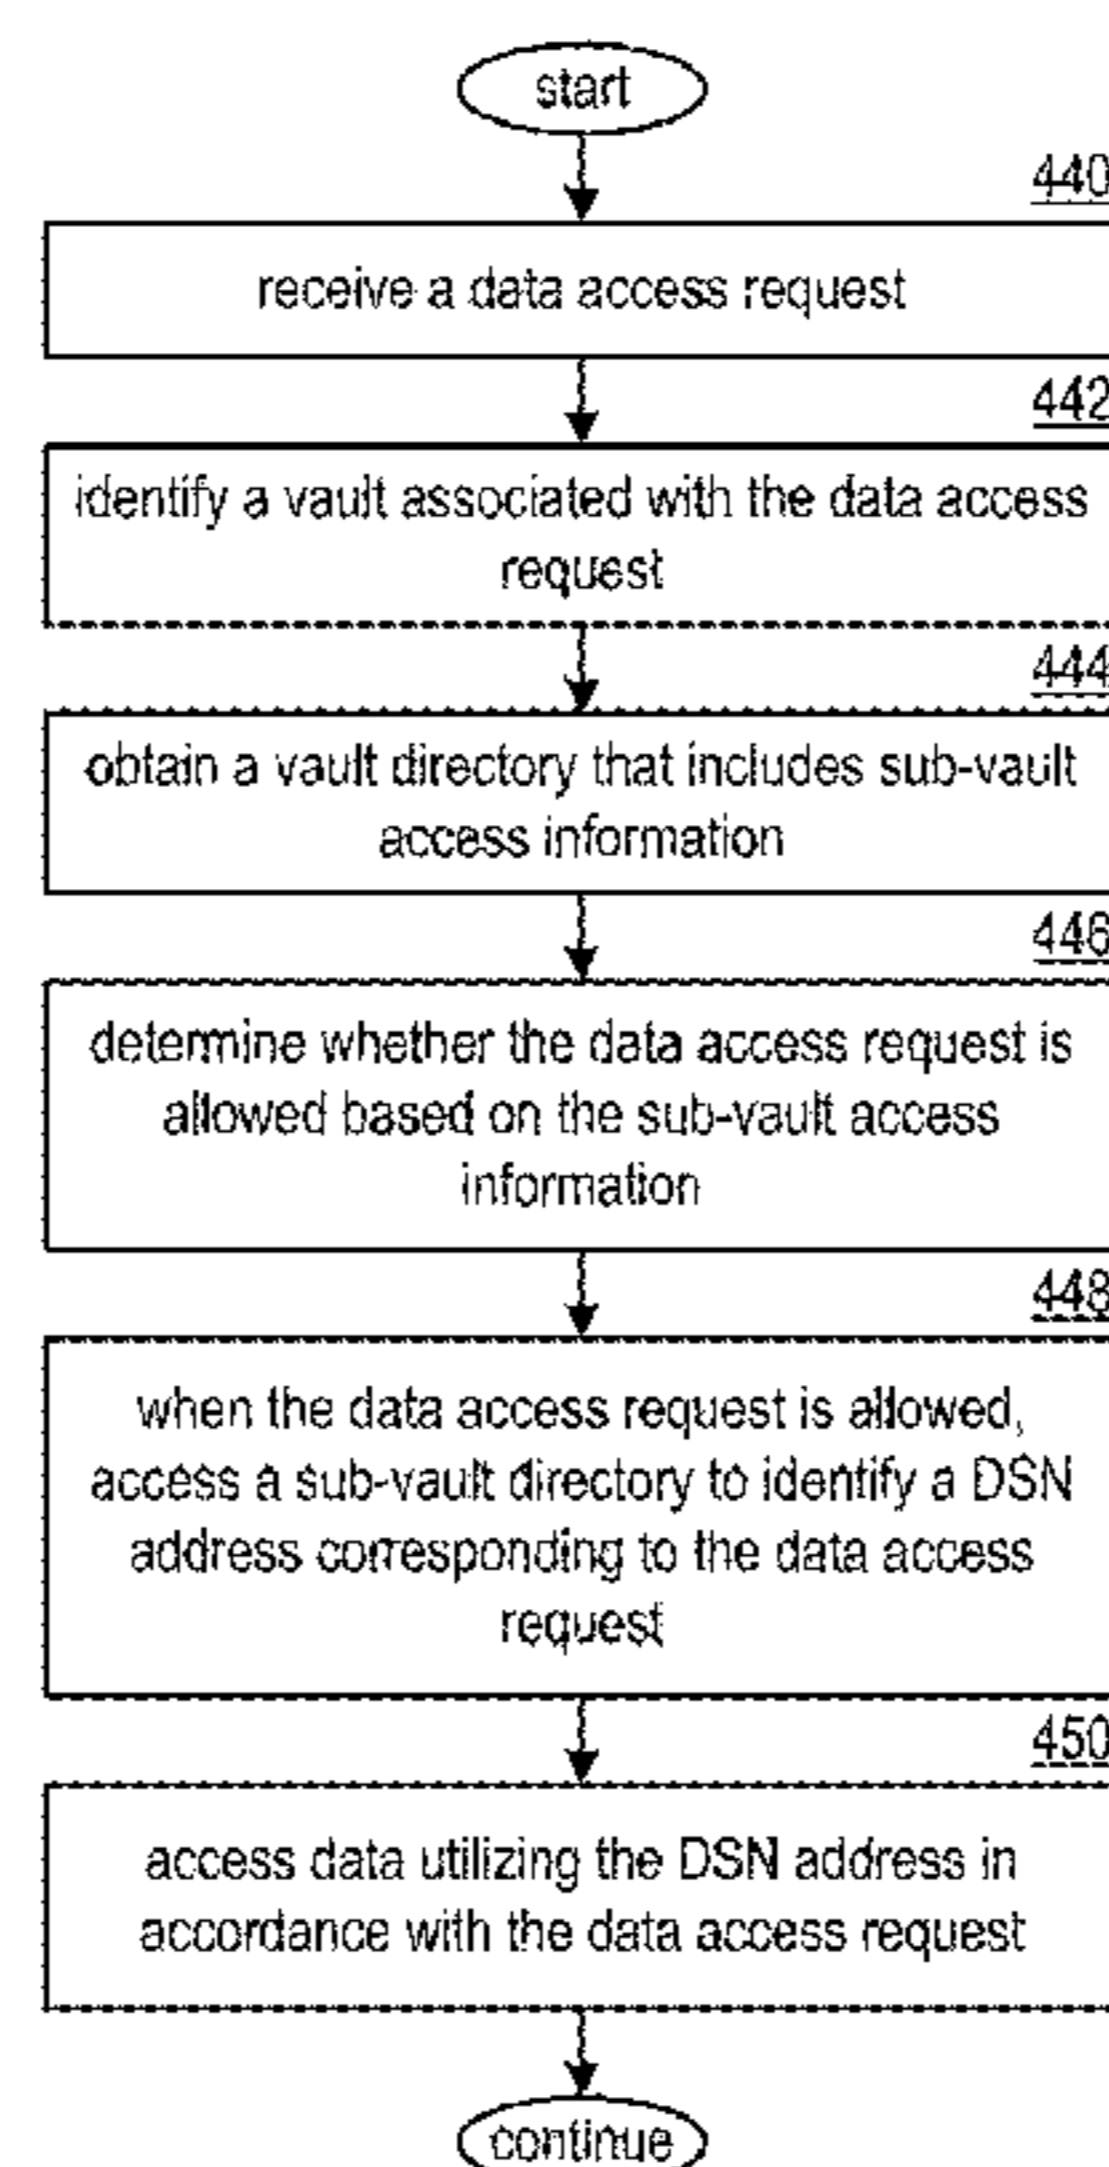 start
440
receive a data access request
442
identify a vault associated with the data access
request
444
obtain a vault directory that includes sub-vault
access information
446
determine whether the data access request is
allowed based on the sub-vault access
information
448
when the data access request is allowed,
access a sub-vault directory to identify a DSN
address corresponding to the data access
request
450
access data utilizing the DSN address in
accordance with the data access request
continue